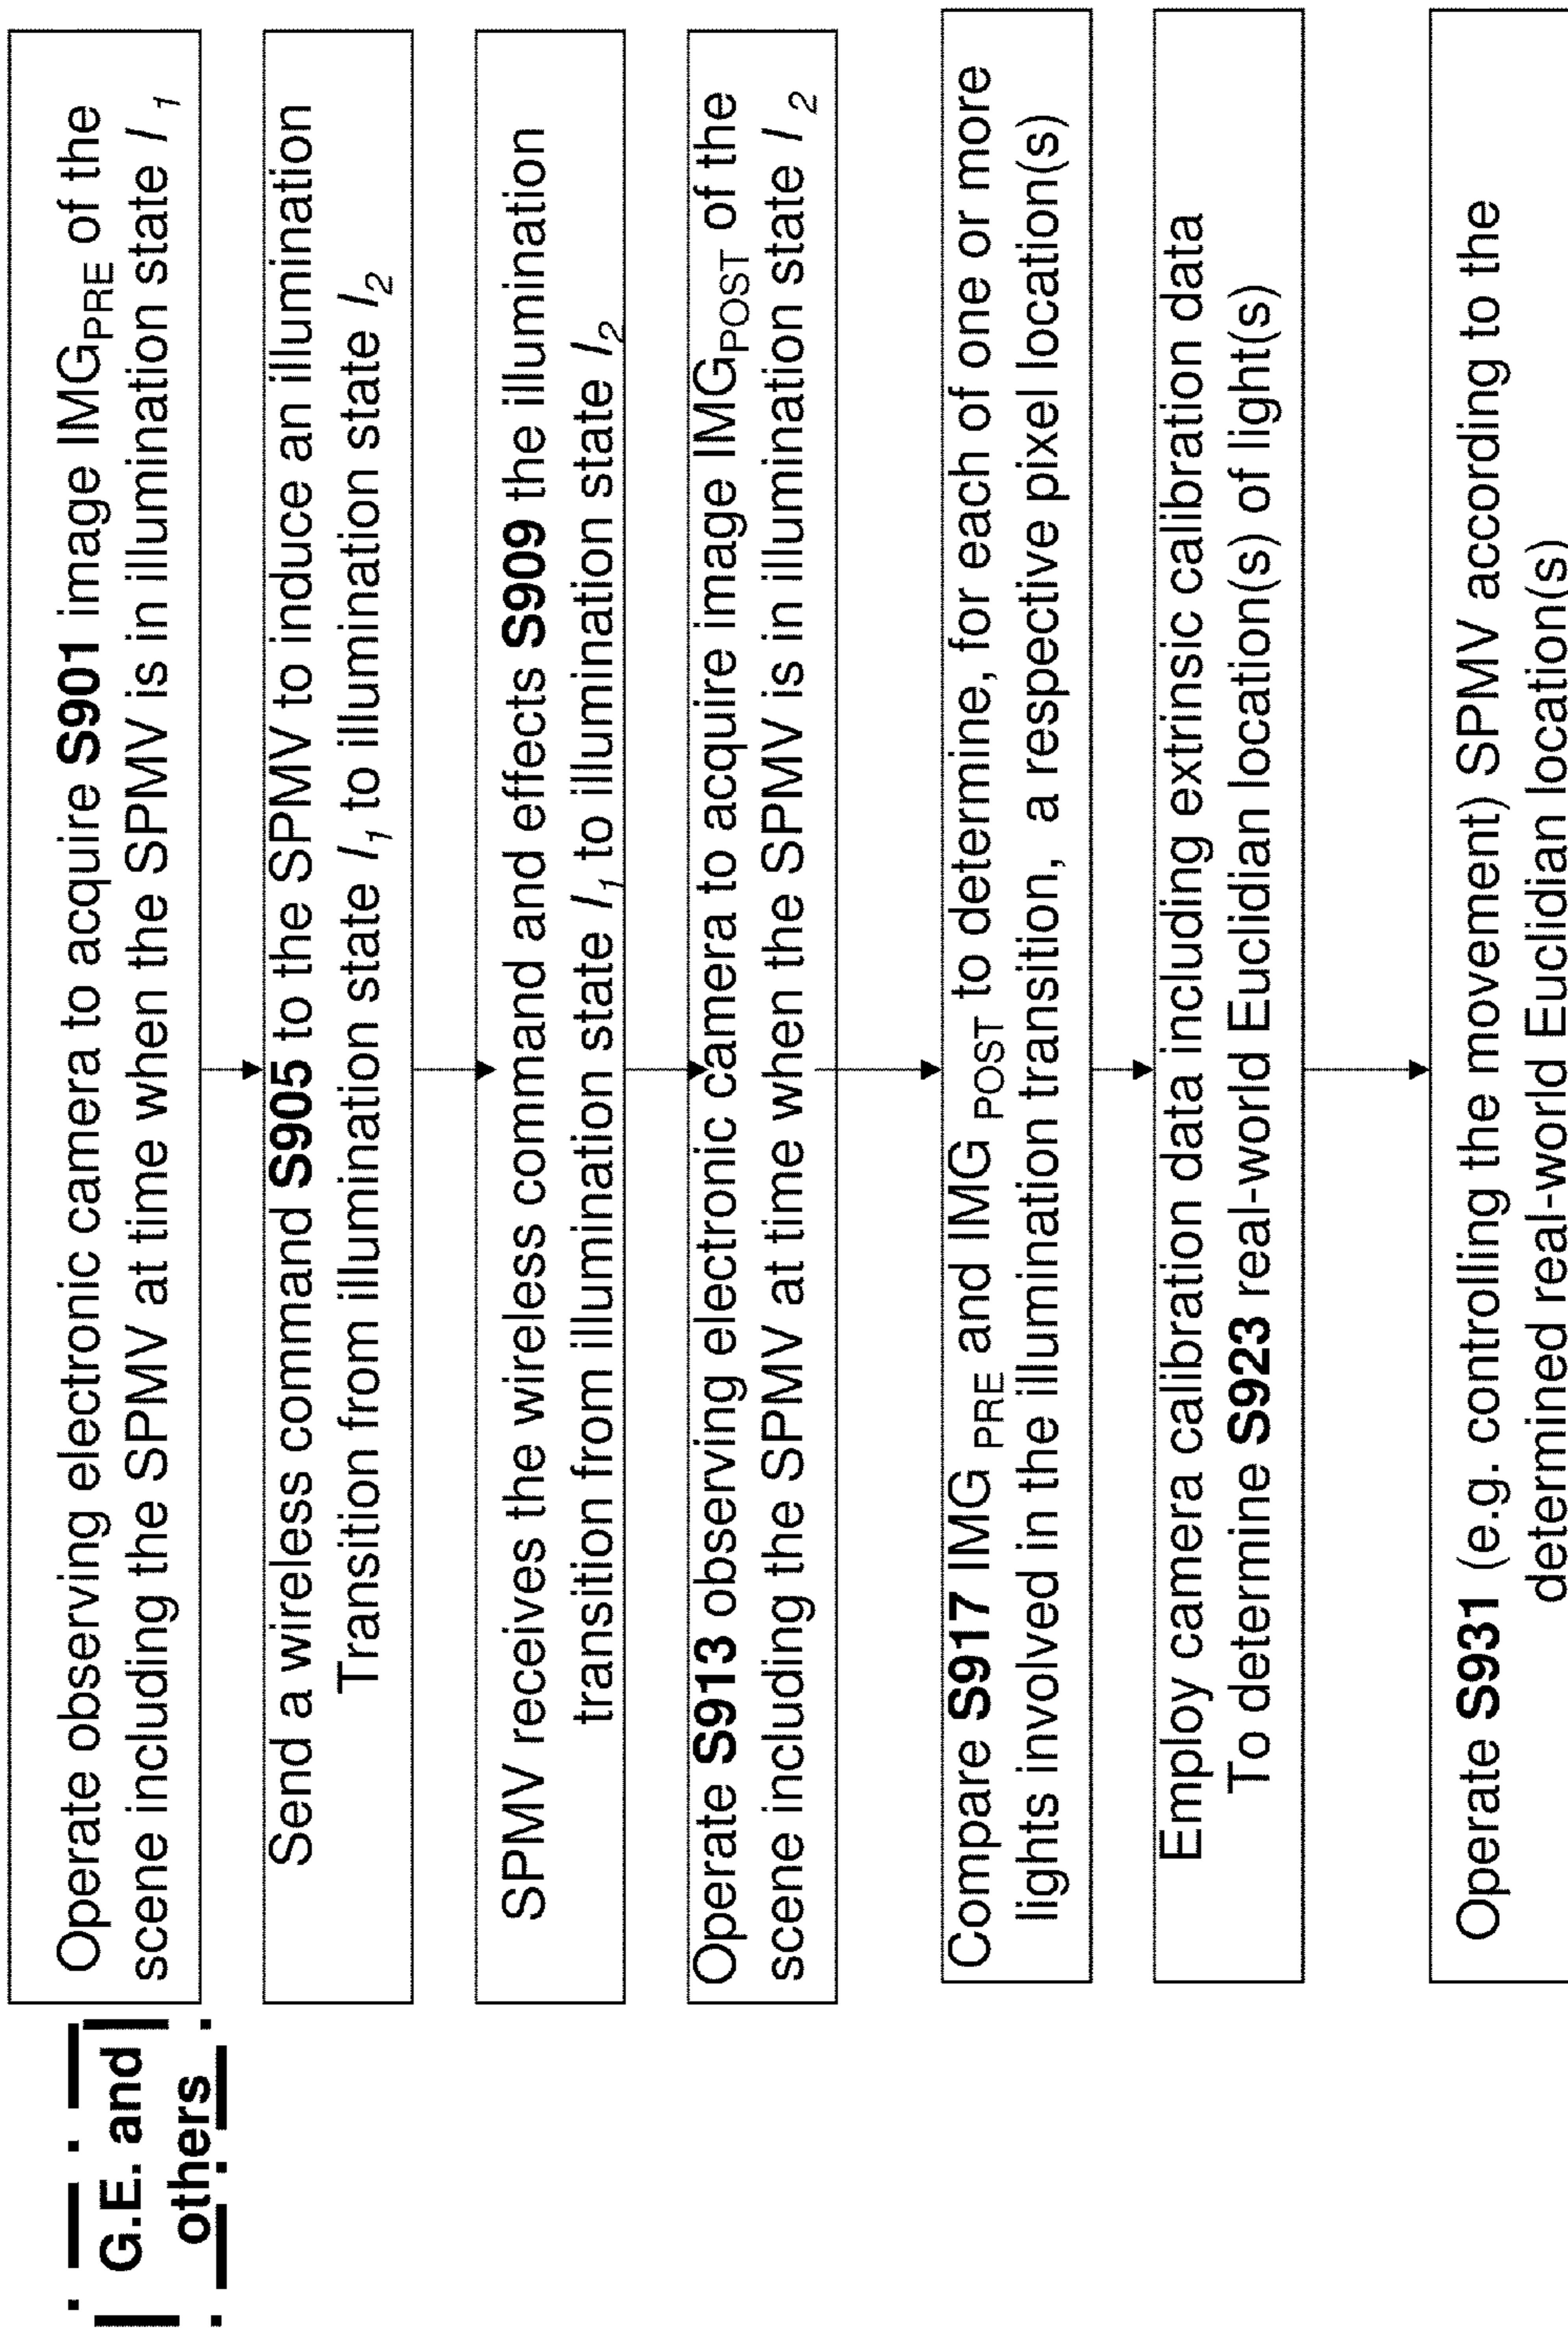 G.E. and
others
Operate observing electronic camera to acquire S901 image IMGPRE of the
scene including the SPMV at time when the SPMV is in illumination state I 1
Send a wireless command S905 to the SPMV to induce an illumination
Transition from illumination state I1 to illumination state I2
SPMV receives the wireless command and effects S909 the illumination
transition from illumination state I1 to illumination state I2
Operate S913 observing electronic camera to acquire image IMGPOST of the
scene including the SPMV at time when the SPMV is in illumination state I 2
Compare S917 IMG PRE and IMG POST to determine, for each of one or more
lights involved in the illumination transition, a respective pixel location(s)
Employ camera calibration data including extrinsic calibration data
To determine S923 real-world Euclidian location(s) of light(s)
Operate S931 (e.g. controlling the movement) SPMV according to the
determined real-world Euclidian location(s)